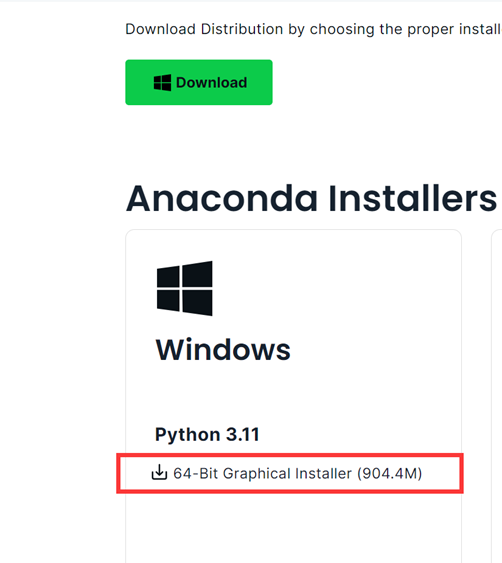 Download Distribution by choosing the proper install
Download
Anaconda Installers
Windows
Python 3.11
64-Bit Graphical Installer (904.4M)